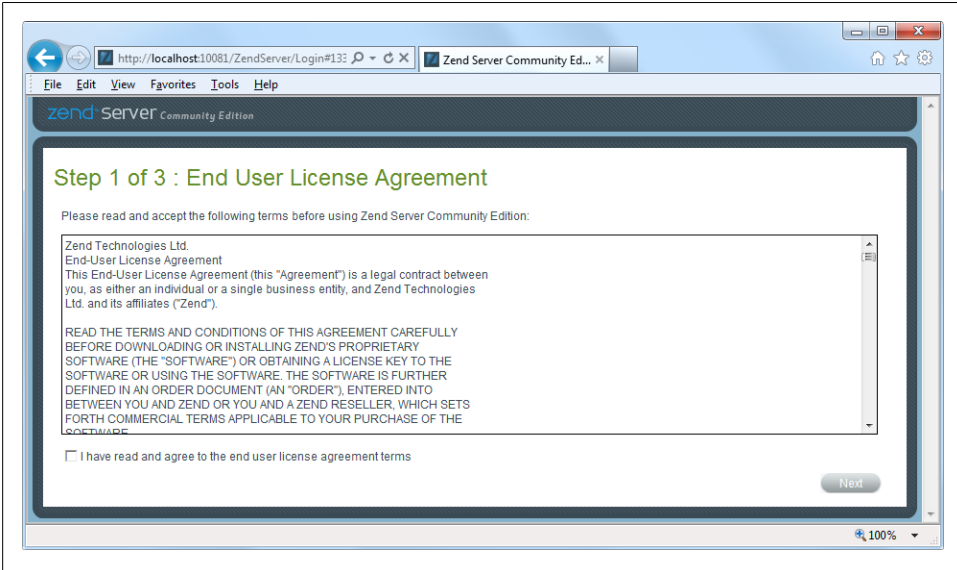 http://localhost:10081/ZendServer/Login#133
Zend Server Community Ed...
File Edit View Favorites Tools Help
zend server Community Edition
Step 1 of 3 : End User License Agreement
Please read and accept the following terms before using Zend Server Community Edition:
Zend Technologies Ltd.
End-User License Agreement
This End-User License Agreement (this "Agreement") is a legal contract between
you, as either an individual or a single business entity, and Zend Technologies
Ltd. and its affiliates ("Zend").
READ THE TERMS AND CONDITIONS OF THIS AGREEMENT CAREFULLY
BEFORE DOWNLOADING OR INSTALLING ZEND'S PROPRIETARY
SOFTWARE (THE "SOFTWARE") OR OBTAINING A LICENSE KEY TO THE
SOFTWARE OR USING THE SOFTWARE. THE SOFTWARE IS FURTHER
DEFINED IN AN ORDER DOCUMENT (AN "ORDER"), ENTERED INTO
BETWEEN YOU AND ZEND OR YOU AND A ZEND RESELLER, WHICH SETS
FORTH COMMERCIAL TERMS APPLICABLE TO YOUR PURCHASE OF THE
SOFTWARE
I have read and agree to the end user license agreement terms
Next
100%